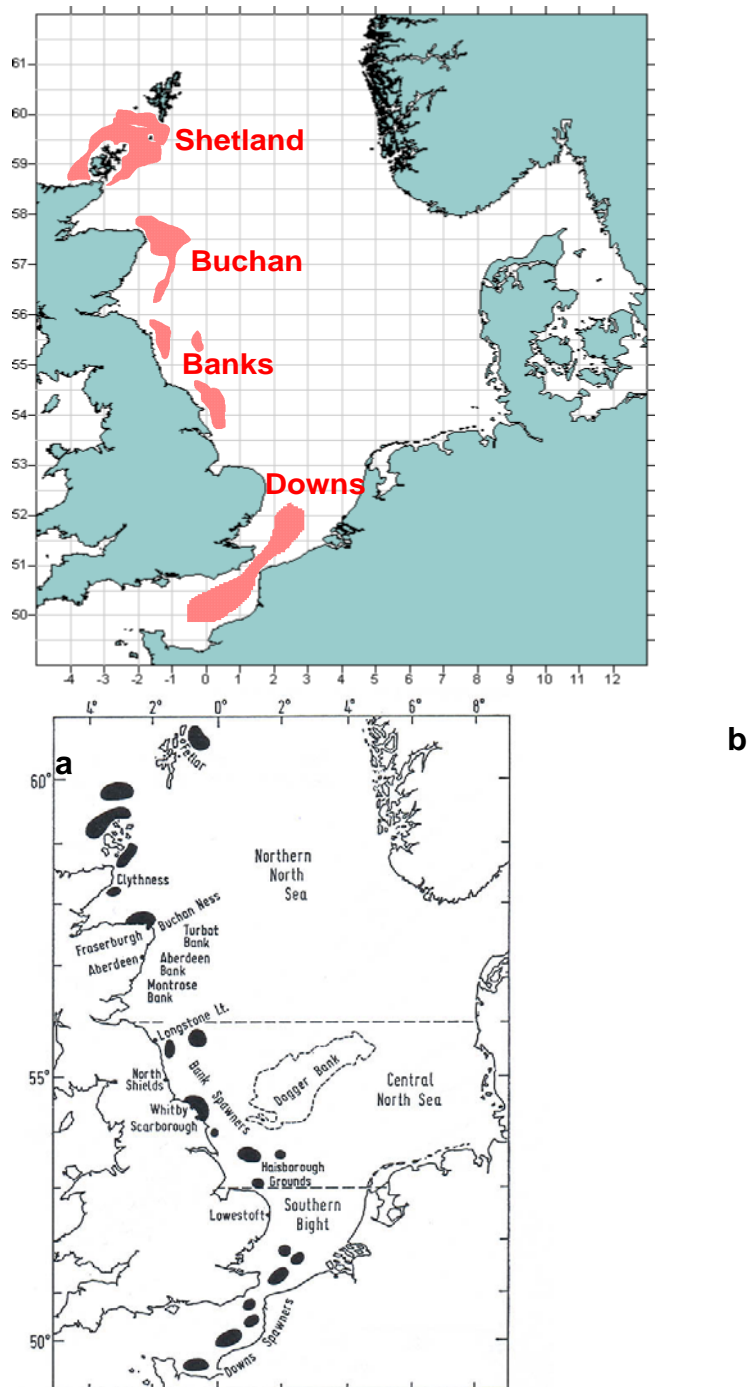 61
60
59
58
57
56
55
54
53
52
51
50
Shetland
Buchan
Banks
Downs
-4 -3 -2 -1 0 1 2 3 4 5 6 7 8 9 10 11 12
4° 2° 0° 2° 4° 6° 8°
a
b
60°
55°
50°
Fetlar
Northern
North
Sea
Clythness
Buchan Ness
Fraserburgh
Turbot
Bank
Aberdeen
Aberdeen
Bank
Montrose
Bank
Longstone Lt.
North
Shields
Bank Spawners
Dogger Bank
Central
North Sea
Whitby
Scarborough
Haisborough
Grounds
Lowestoft
Southern
Bight
Downs Spawners